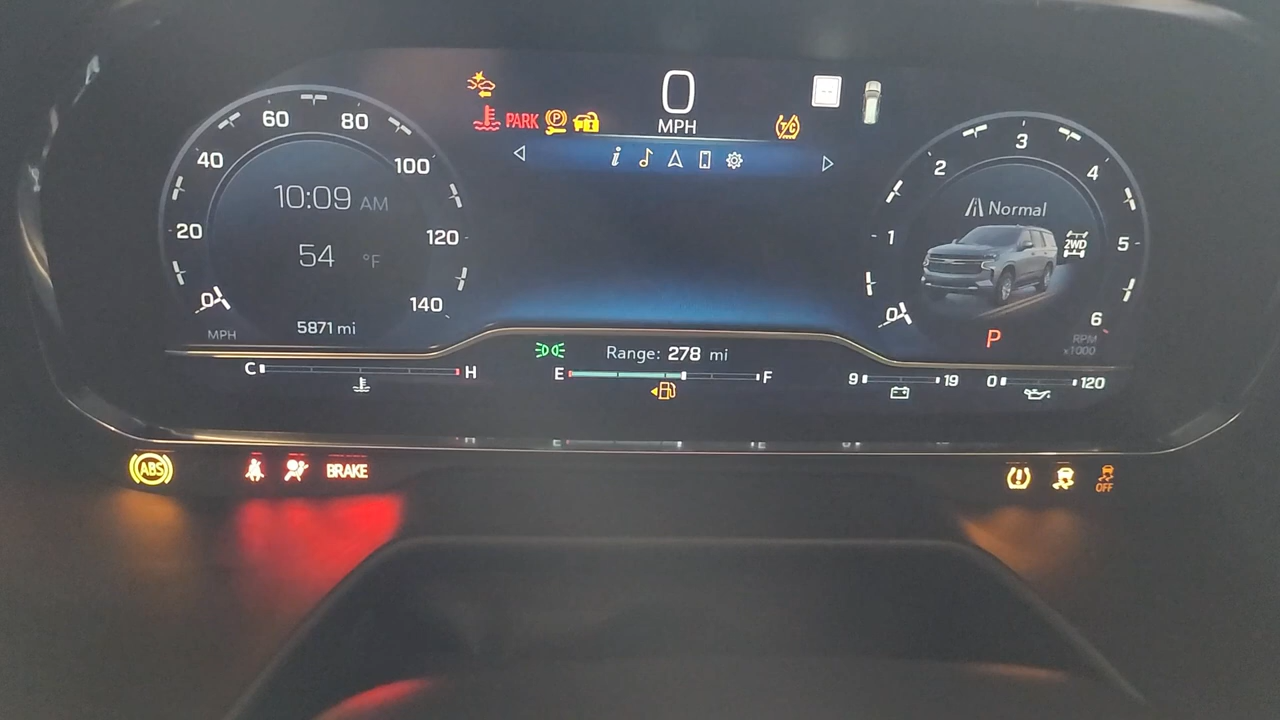 0
MPH
PARK
P
T/C
i
60 80
40 100
20 120
0 140
10:09 AM
54 °F
MPH
5871 mi
3
2 4
1 5
0 6
Normal
2WD
P
RPM
x1000
Range: 278 mi
C H
E F
9 19
0 120
ABS
BRAKE
OFF